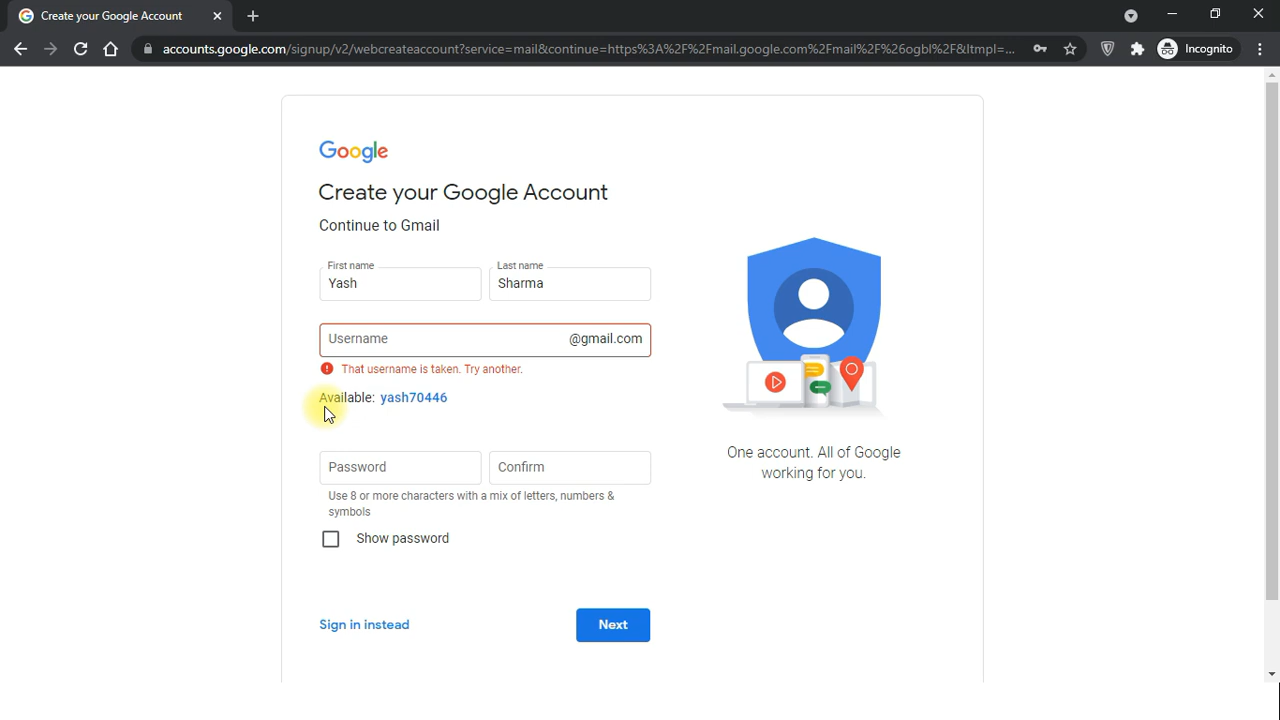 Create your Google Account
accounts.google.com/signup/v2/webcreateaccount?service=mail&continue=https%3A%2F%2Fmail.google.com%2Fmail%2F%26ogbl%2F&ltmpl=...
Incognito
Google
Create your Google Account
Continue to Gmail
First name
Last name
Yash
Sharma
Username
@gmail.com
That username is taken. Try another.
Available: yash70446
Password
Confirm
Use 8 or more characters with a mix of letters, numbers &
symbols
Show password
One account. All of Google
working for you.
Sign in instead
Next